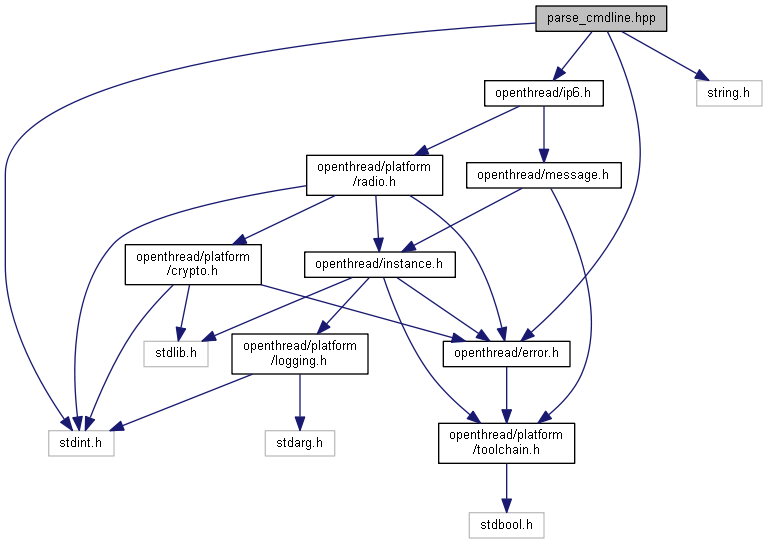 parse_cmdline.hpp
openthread/ip6.h
string.h
openthread/platform
/radio.h
openthread/message.h
openthread/platform
/crypto.h
openthread/instance.h
stdlib.h
openthread/platform
/logging.h
openthread/error.h
stdint.h
stdarg.h
openthread/platform
/toolchain.h
stdbool.h